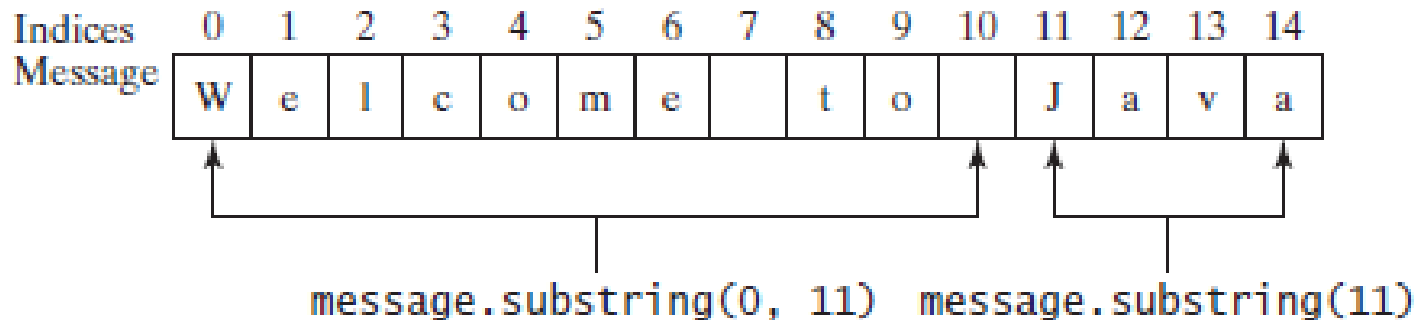 Indices 0 1 2 3 4 5 6 7 8 9 10 11 12 13 14
Message W e l c o m e t o J a v a
message.substring(0, 11) message.substring(11)